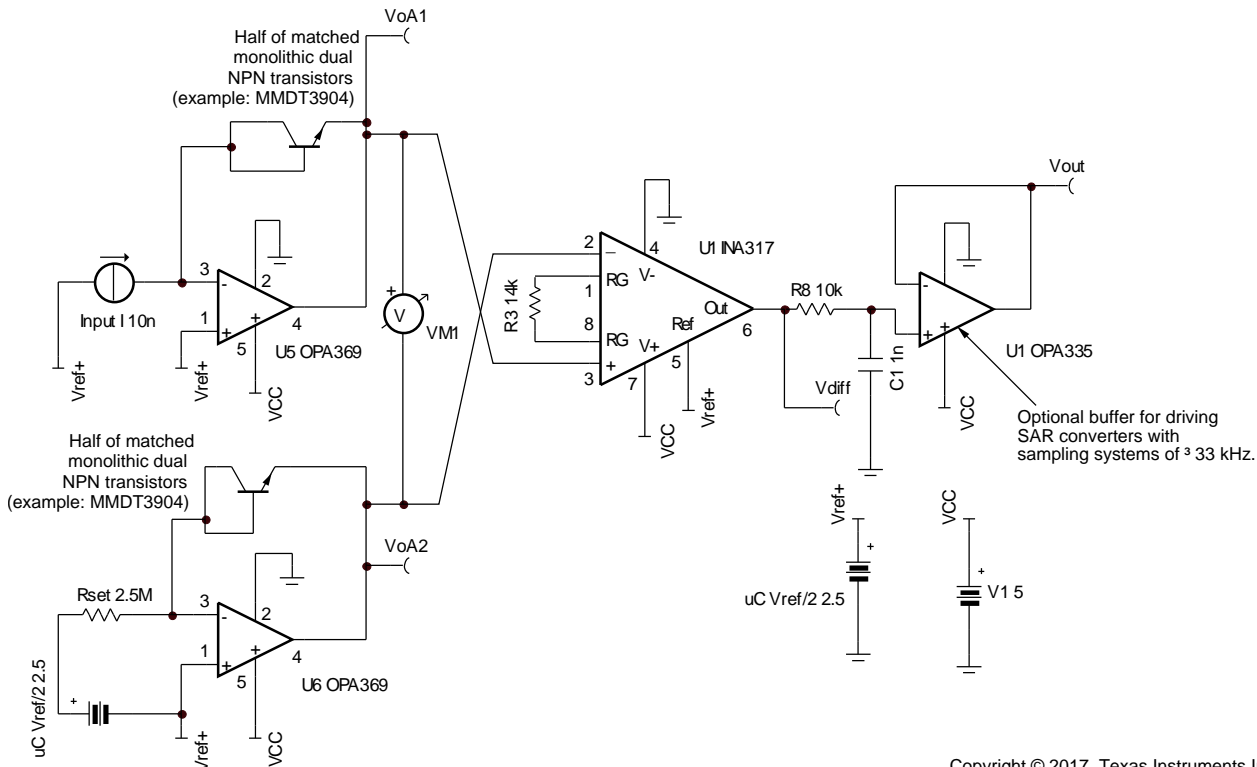 VoA1
Half of matched
monolithic dual
NPN transistors
(example: MMDT3904)
Input I 10n
3
-
2
1
+
+
4
5
U5 OPA369
Vref+
Vref+
VCC
+
V
VM1
2
-
4
U1 INA317
RG
V-
1
R3 14k
8
RG
Ref
Out
6
V+
+
3
7
5
VCC
Vref+
R8 10k
Vdiff
C1 1n
Vout
-
+
+
U1 OPA335
VCC
Optional buffer for driving
SAR converters with
sampling systems of ³ 33 kHz.
Half of matched
monolithic dual
NPN transistors
(example: MMDT3904)
VoA2
Rset 2.5M
3
-
2
1
+
+
4
5
U6 OPA369
uC Vref/2 2.5
+
Vref+
VCC
Vref+
+
uC Vref/2 2.5
VCC
+
V1 5
Copyright © 2017, Texas Instruments I